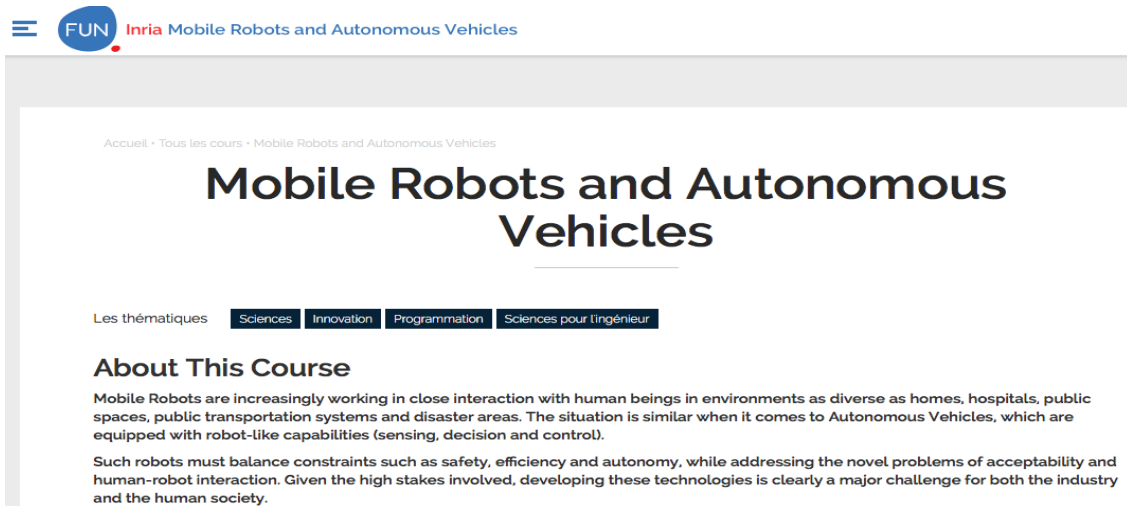 FUN Inria Mobile Robots and Autonomous Vehicles
Accueil • Tous les cours • Mobile Robots and Autonomous Vehicles
Mobile Robots and Autonomous
Vehicles
Les thématiques Sciences Innovation Programmation Sciences pour l'ingénieur
About This Course
Mobile Robots are increasingly working in close interaction with human beings in environments as diverse as homes, hospitals, public
spaces, public transportation systems and disaster areas. The situation is similar when it comes to Autonomous Vehicles, which are
equipped with robot-like capabilities (sensing, decision and control).
Such robots must balance constraints such as safety, efficiency and autonomy, while addressing the novel problems of acceptability and
human-robot interaction. Given the high stakes involved, developing these technologies is clearly a major challenge for both the industry
and the human society.